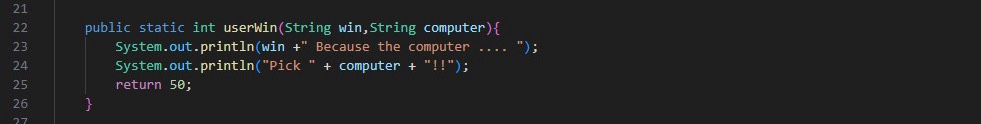 21
22 public static int userWin(String win,String computer){
23 System.out.println(win +" Because the computer .... ");
24 System.out.println("Pick " + computer + "!!");
25 return 50;
26 }
27